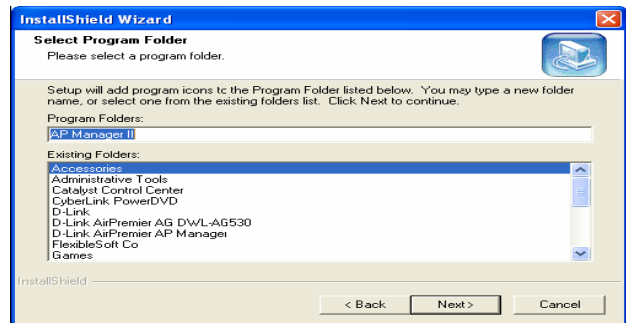 InstallShield Wizard
Select Program Folder
Please select a program folder.
Setup will add program icons to the Program Folder listed below. You may type a new folder
name, or select one from the existing folders list. Click Next to continue.
Program Folders:
AP Manager II
Existing Folders:
Accessories
Administrative Tools
Catalyst Control Center
CyberLink PowerDVD
D-Link
D-Link AirPremier AG DWL-AG530
D-Link AirPremier AP Manager
FlexibleSoft Co
Games
InstallShield
< Back
Next >
Cancel